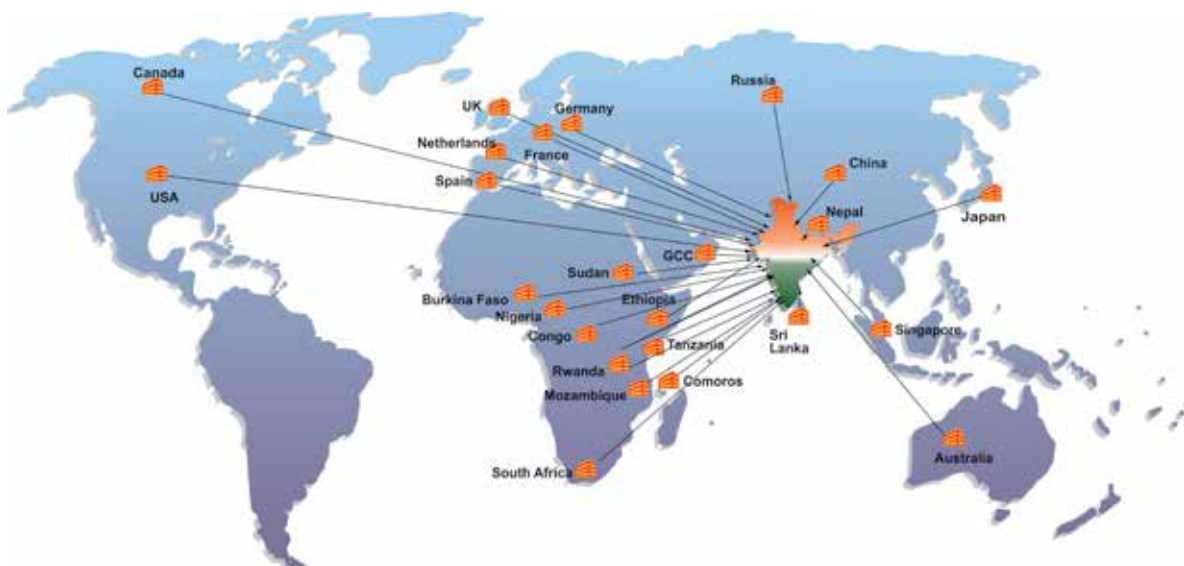 Canada
Russia
UK
Germany
Netherlands
France
China
Spain
USA
Nepal
Japan
GCC
Sudan
Burkina Faso
Ethiopia
Nigeria
Congo
Singapore
Sri
Lanka
Tanzania
Rwanda
Comoros
Mozambique
Australia
South Africa